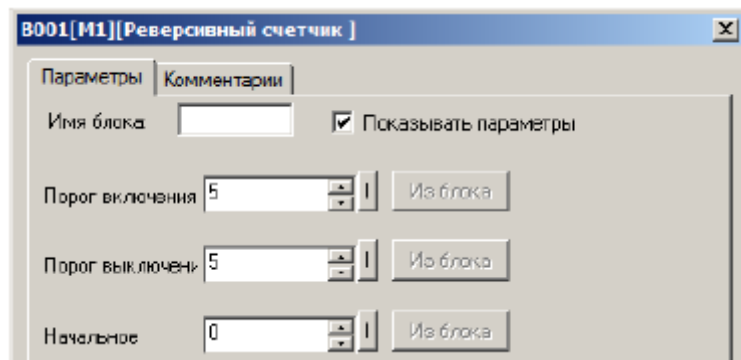 B001[M1][Реверсивный счетчик ]
Параметры Комментарии
Имя блока Показывать параметры
Порог включения 5 I Из блока
Порог выключени 5 I Из блока
Начальное 0 I Из блока